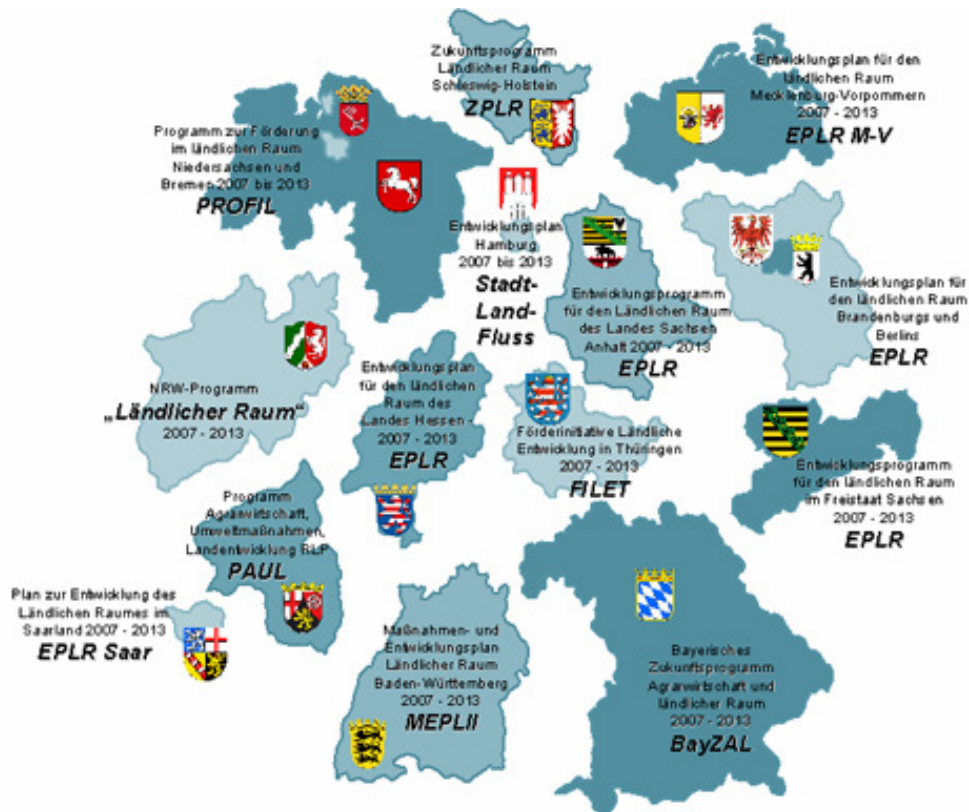 Zukunftsprogramm
Ländlicher Raum
Schleswig-Holstein
ZPLR
Entwicklungsplan für den
ländlichen Raum
Mecklenburg-Vorpommern
2007 - 2013
EPLR M-V
Programm zur Förderung
im ländlichen Raum
Niedersachsen und
Bremen 2007 bis 2013
PROFIL
Entwicklungsplan
Hamburg
2007 bis 2013
Stadt-
Land-
Fluss
Entwicklungsprogramm
für den Ländlichen Raum
des Landes Sachsen
Anhalt 2007 - 2013
EPLR
Entwicklungsplan für
den ländlichen Raum
Brandenburgs und
Berlins
EPLR
NRW-Programm
„Ländlicher Raum“
2007 - 2013
Entwicklungsplan
für den ländlichen
Raum des
Landes Hessen -
2007 - 2013
EPLR
Förderinitiative Ländliche
Entwicklung in Thüringen
2007 - 2013
FILET
Entwicklungsprogramm
für den ländlichen Raum
im Freistaat Sachsen
2007 - 2013
EPLR
Programm
Agrarwirtschaft,
Umweltmaßnahmen,
Landentwicklung RLP
PAUL
Plan zur Entwicklung des
Ländlichen Raumes im
Saarland 2007 - 2013
EPLR Saar
Maßnahmen- und
Entwicklungsplan
Ländlicher Raum
Baden-Württemberg
2007 - 2013
MEPLII
Bayerisches
Zukunftsprogramm
Agrarwirtschaft und
ländlicher Raum
2007 - 2013
BayZAL